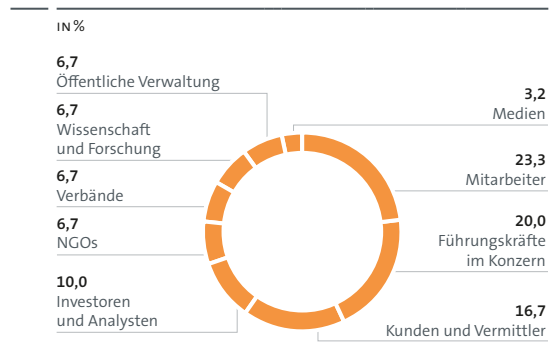 IN %
6,7
Öffentliche Verwaltung
6,7
Wissenschaft
und Forschung
6,7
Verbände
6,7
NGOs
10,0
Investoren
und Analysten
3,2
Medien
23,3
Mitarbeiter
20,0
Führungskräfte
im Konzern
16,7
Kunden und Vermittler